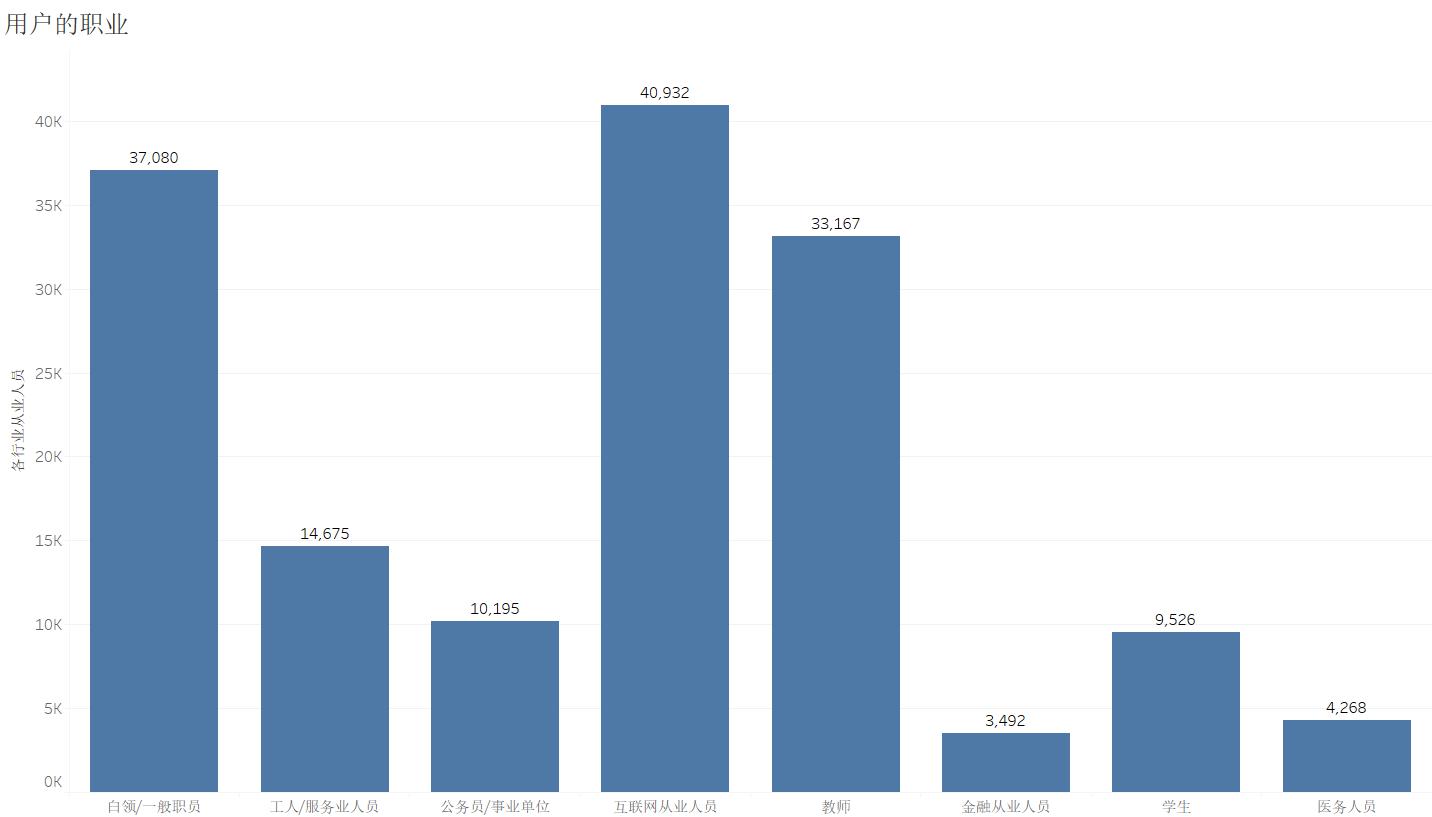 用户的职业
各行业从业人员
40K
35K
30K
25K
20K
15K
10K
5K
0K
37,080
14,675
10,195
40,932
33,167
3,492
9,526
4,268
白领/一般职员
工人/服务业人员
公务员/事业单位
互联网从业人员
教师
金融从业人员
学生
医务人员